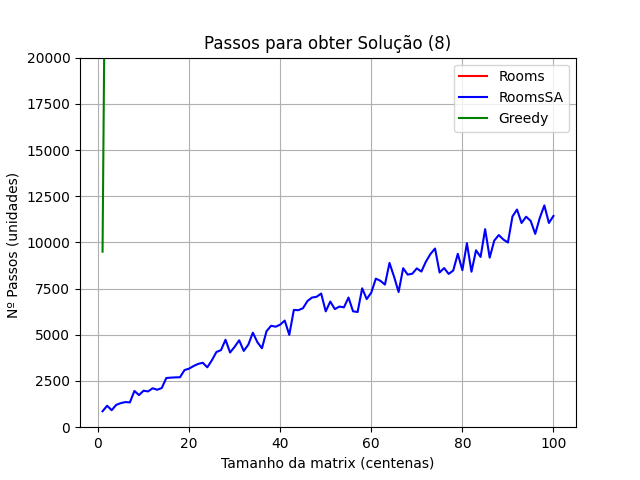 Passos para obter Solução (8)
Rooms
RoomsSA
Greedy
20000
17500
15000
12500
10000
7500
5000
2500
0
Nº Passos (unidades)
0 20 40 60 80 100
Tamanho da matrix (centenas)